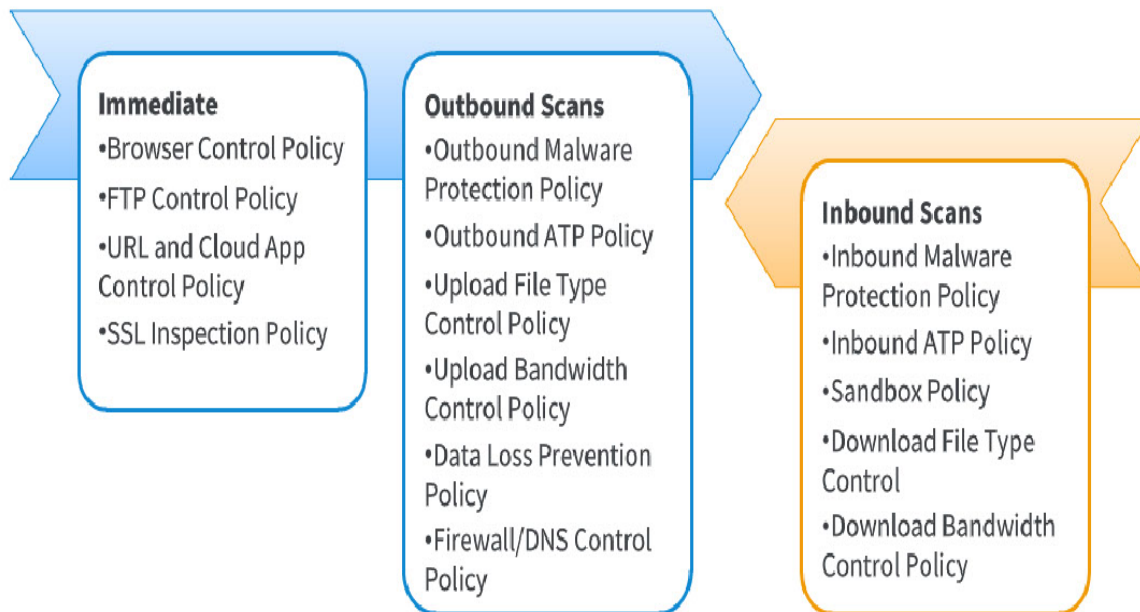 Immediate
•Browser Control Policy
•FTP Control Policy
•URL and Cloud App
Control Policy
•SSL Inspection Policy
Outbound Scans
•Outbound Malware
Protection Policy
•Outbound ATP Policy
•Upload File Type
Control Policy
•Upload Bandwidth
Control Policy
•Data Loss Prevention
Policy
•Firewall/DNS Control
Policy
Inbound Scans
•Inbound Malware
Protection Policy
•Inbound ATP Policy
•Sandbox Policy
•Download File Type
Control
•Download Bandwidth
Control Policy